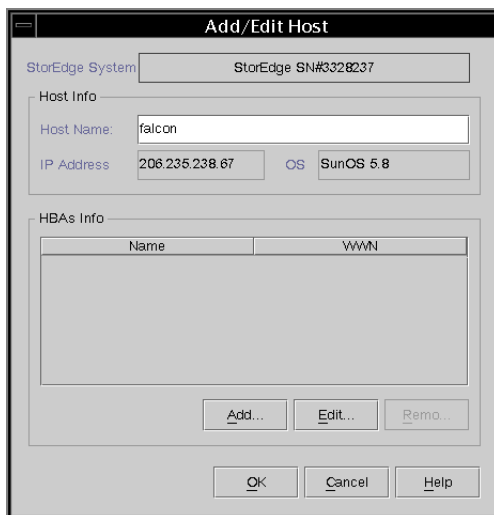 Add/Edit Host
StorEdge System StorEdge SN#3328237
Host Info
Host Name: falcon
IP Address 206.235.238.67 OS SunOS 5.8
HBAs Info
Name WWN
Add... Edit... Remo...
OK Cancel Help